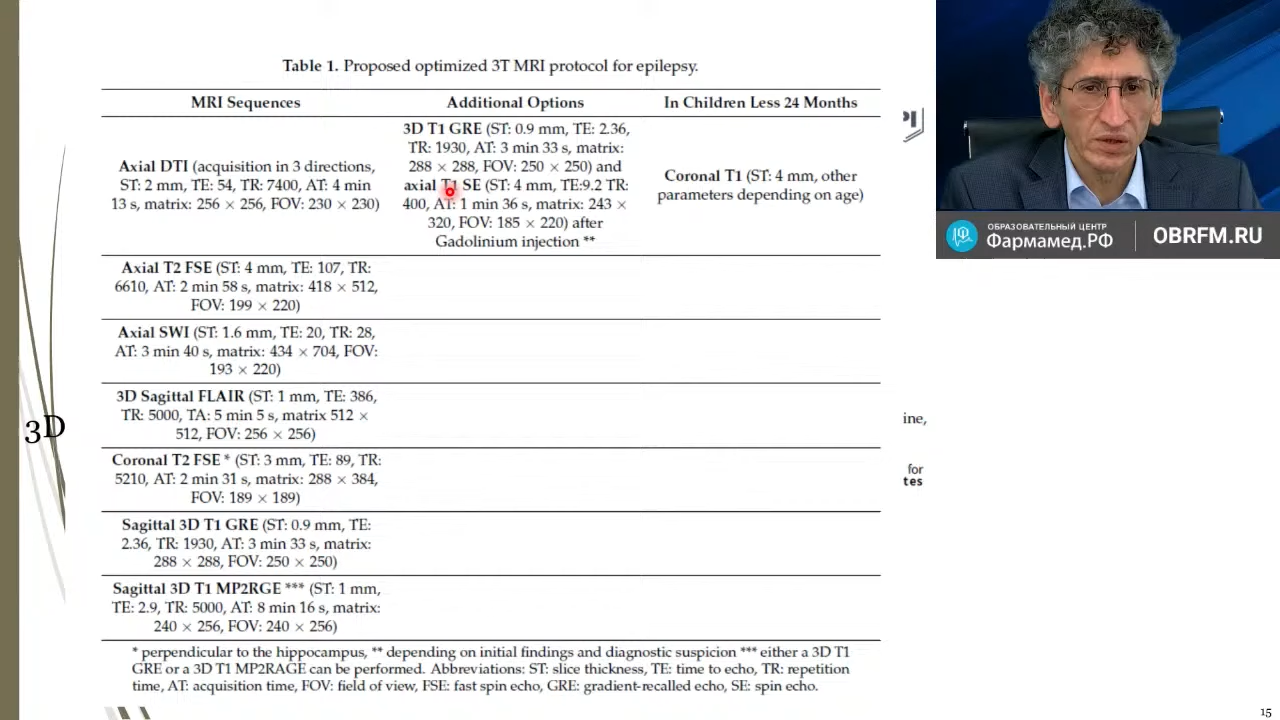 Table 1. Proposed optimized 3T MRI protocol for epilepsy.
MRI Sequences
Additional Options
In Children Less 24 Months
Axial DTI (acquisition in 3 directions,
ST: 2 mm, TE: 54, TR: 7400, AT: 4 min
13 s, matrix: 256 × 256, FOV: 230 × 230)
3D T1 GRE (ST: 0.9 mm, TE: 2.36,
TR: 1930, AT: 3 min 33 s, matrix:
288 × 288, FOV: 250 × 250) and
axial T1 SE (ST: 4 mm, TE:9.2 TR:
400, AT: 1 min 36 s, matrix: 243 ×
320, FOV: 185 × 220) after
Gadolinium injection **
Coronal T1 (ST: 4 mm, other
parameters depending on age)
Axial T2 FSE (ST: 4 mm, TE: 107, TR:
6610, AT: 2 min 58 s, matrix: 418 × 512,
FOV: 199 × 220)
Axial SWI (ST: 1.6 mm, TE: 20, TR: 28,
AT: 3 min 40 s, matrix: 434 × 704, FOV:
193 × 220)
3D Sagittal FLAIR (ST: 1 mm, TE: 386,
TR: 5000, TA: 5 min 5 s, matrix 512 ×
512, FOV: 256 × 256)
Coronal T2 FSE * (ST: 3 mm, TE: 89, TR:
5210, AT: 2 min 31 s, matrix: 288 × 384,
FOV: 189 × 189)
Sagittal 3D T1 GRE (ST: 0.9 mm, TE:
2.36, TR: 1930, AT: 3 min 33 s, matrix:
288 × 288, FOV: 250 × 250)
Sagittal 3D T1 MP2RGE *** (ST: 1 mm,
TE: 2.9, TR: 5000, AT: 8 min 16 s, matrix:
240 × 256, FOV: 240 × 256)
* perpendicular to the hippocampus, ** depending on initial findings and diagnostic suspicion *** either a 3D T1
GRE or a 3D T1 MP2RAGE can be performed. Abbreviations: ST: slice thickness, TE: time to echo, TR: repetition
time, AT: acquisition time, FOV: field of view, FSE: fast spin echo, GRE: gradient-recalled echo, SE: spin echo.
3D
ine,
for
tes
ОБРАЗОВАТЕЛЬНЫЙ ЦЕНТР
Фармамед.РФ
OBRFM.RU
15